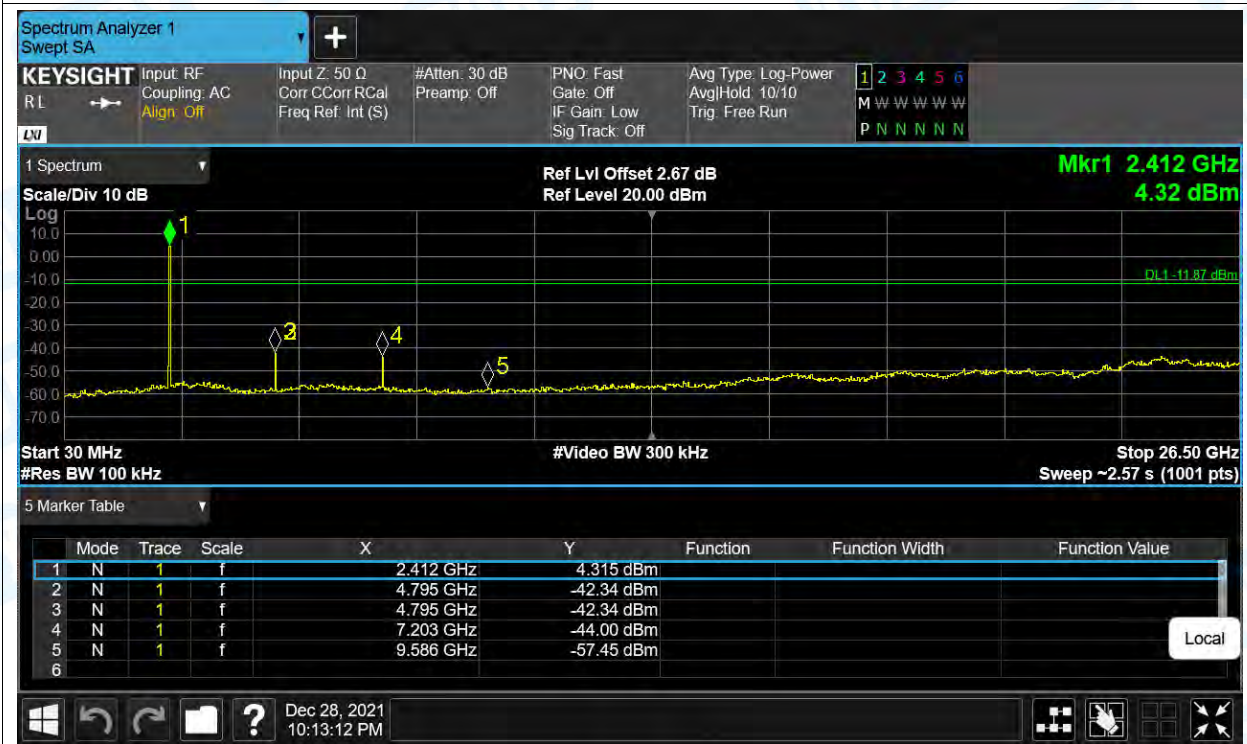 Spectrum Analyzer 1
Swept SA
+
KEYSIGHT Input: RF Input Z: 50 Ω #Atten: 30 dB PNO: Fast Avg Type: Log-Power 1 2 3 4 5 6
R L Coupling: AC Corr CCorr RCal Preamp: Off Gate: Off Avg|Hold: 10/10 M W W W W W
Align: Off Freq Ref: Int (S) IF Gain: Low Trig: Free Run
LXI Sig Track: Off P N N N N N
1 Spectrum Ref Lvl Offset 2.67 dB Mkr1 2.412 GHz
Scale/Div 10 dB Ref Level 20.00 dBm 4.32 dBm
Log
10.0 1
0.00
-10.0 DL1 -11.87 dBm
-20.0
-30.0
-40.0 4
-50.0 5
-60.0
-70.0
Start 30 MHz #Video BW 300 kHz Stop 26.50 GHz
#Res BW 100 kHz Sweep ~2.57 s (1001 pts)
5 Marker Table
Mode Trace Scale X Y Function Function Width Function Value
1 N 1 f 2.412 GHz 4.315 dBm
2 N 1 f 4.795 GHz -42.34 dBm
3 N 1 f 4.795 GHz -42.34 dBm
4 N 1 f 7.203 GHz -44.00 dBm
5 N 1 f 9.586 GHz -57.45 dBm
6
Local
? Dec 28, 2021
10:13:12 PM